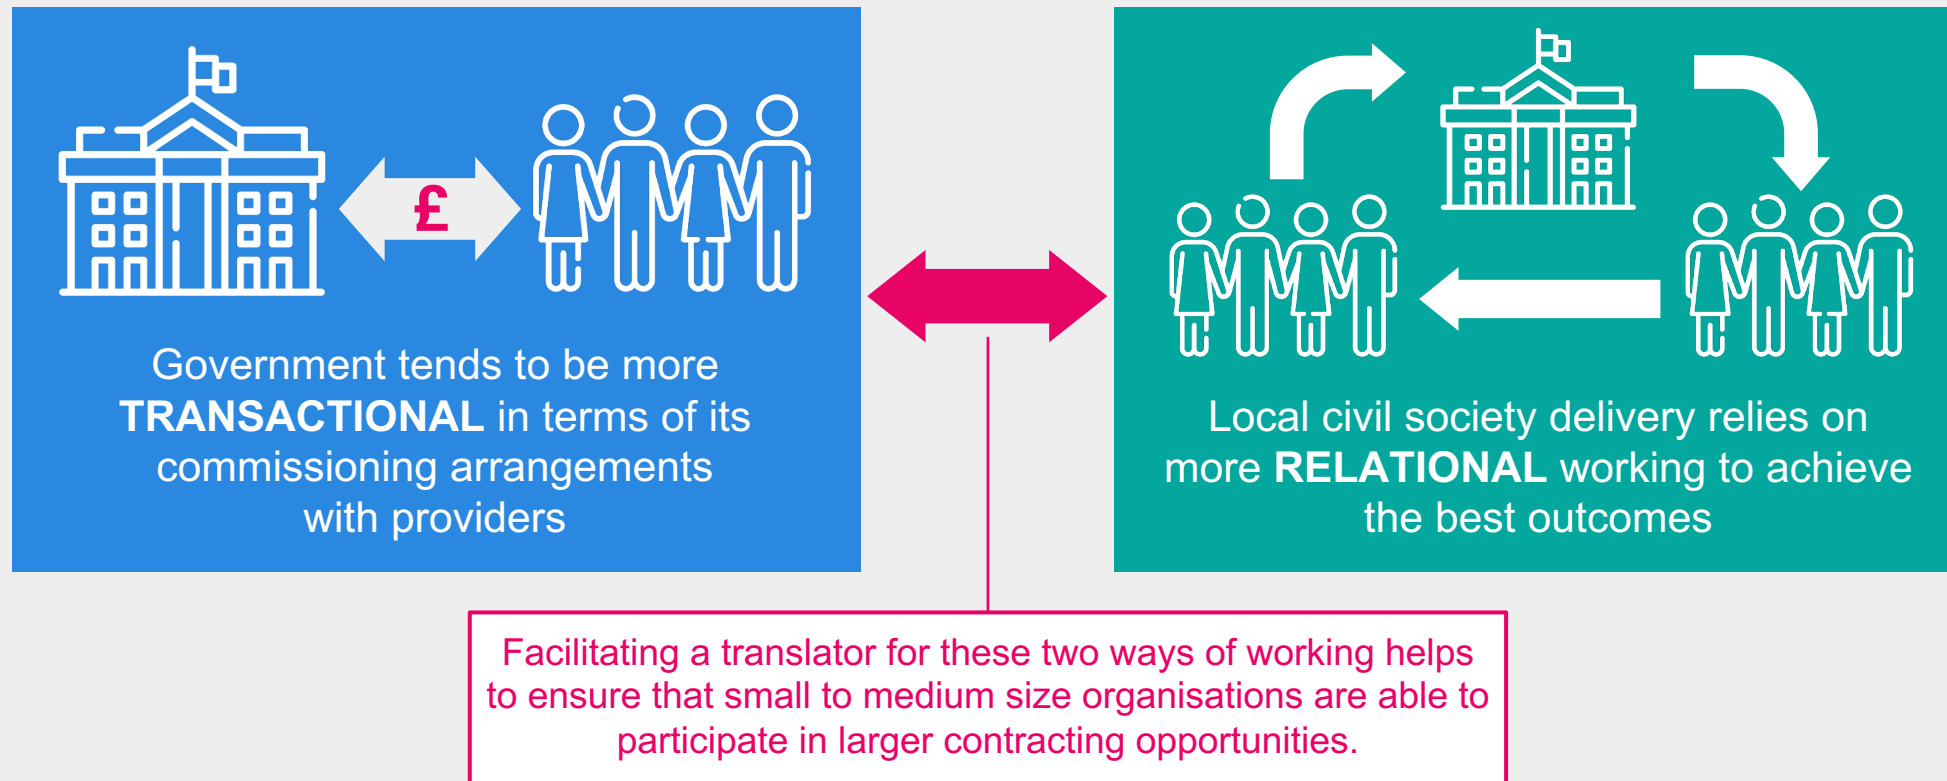 £
Government tends to be more
TRANSACTIONAL in terms of its
commissioning arrangements
with providers
Local civil society delivery relies on
more RELATIONAL working to achieve
the best outcomes
Facilitating a translator for these two ways of working helps
to ensure that small to medium size organisations are able to
participate in larger contracting opportunities.